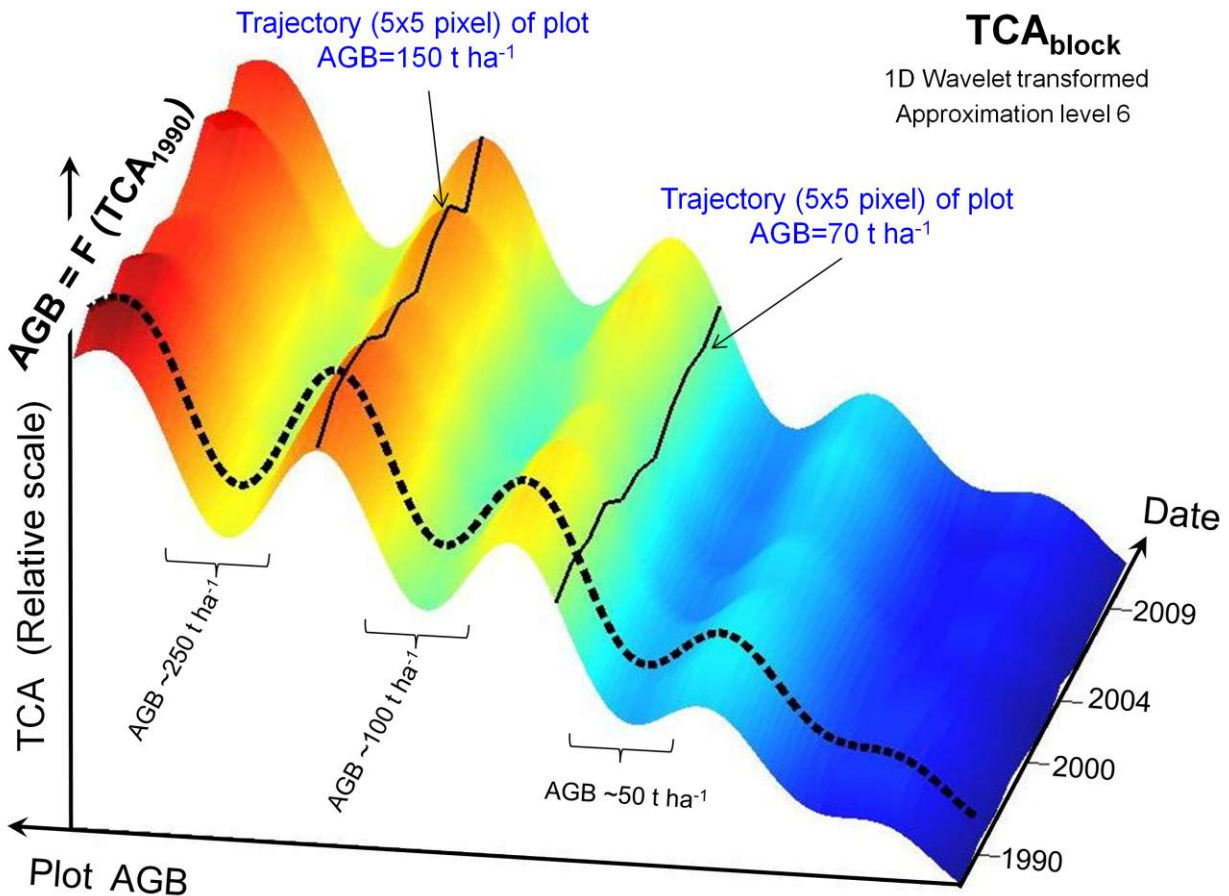 Trajectory (5x5 pixel) of plot
AGB=150 t ha-1
TCAblock
1D Wavelet transformed
Approximation level 6
Trajectory (5x5 pixel) of plot
AGB=70 t ha-1
AGB = F (TCA1990)
TCA (Relative scale)
Date
2009
2004
2000
1990
AGB ~250 t ha-1
AGB ~100 t ha-1
AGB ~50 t ha-1
Plot AGB